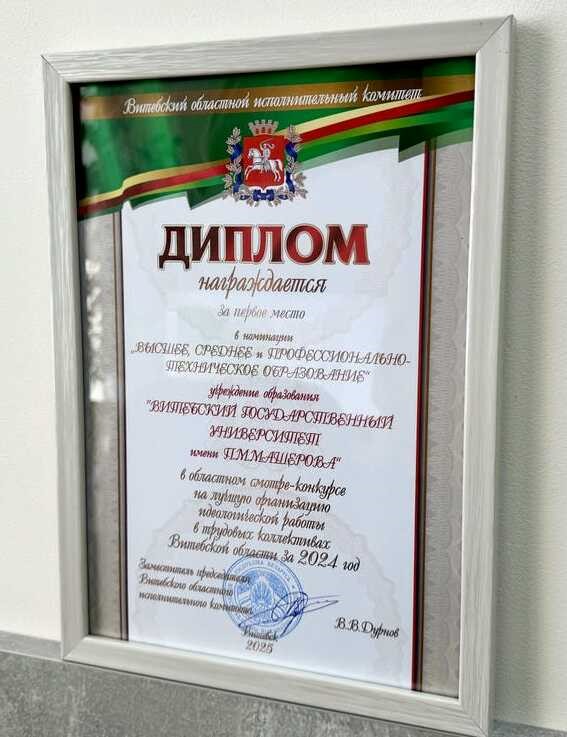 Витебский областной исполнительный комитет
ДИПЛОМ
награждается
за первое место
в номинации
„ВЫСШЕЕ, СРЕДНЕЕ и ПРОФЕССИОНАЛЬНО-
ТЕХНИЧЕСКОЕ ОБРАЗОВАНИЕ“
учреждение образования
"ВИТЕБСКИЙ ГОСУДАРСТВЕННЫЙ
УНИВЕРСИТЕТ
имени П.М.МАШЕРОВА"
в областном смотре-конкурсе
на лучшую организацию
идеологической работы
в трудовых коллективах
Витебской области за 2024 год
Заместитель председателя
Витебского областного
исполнительного комитета
В.В.Дурнов
Витебск
2025